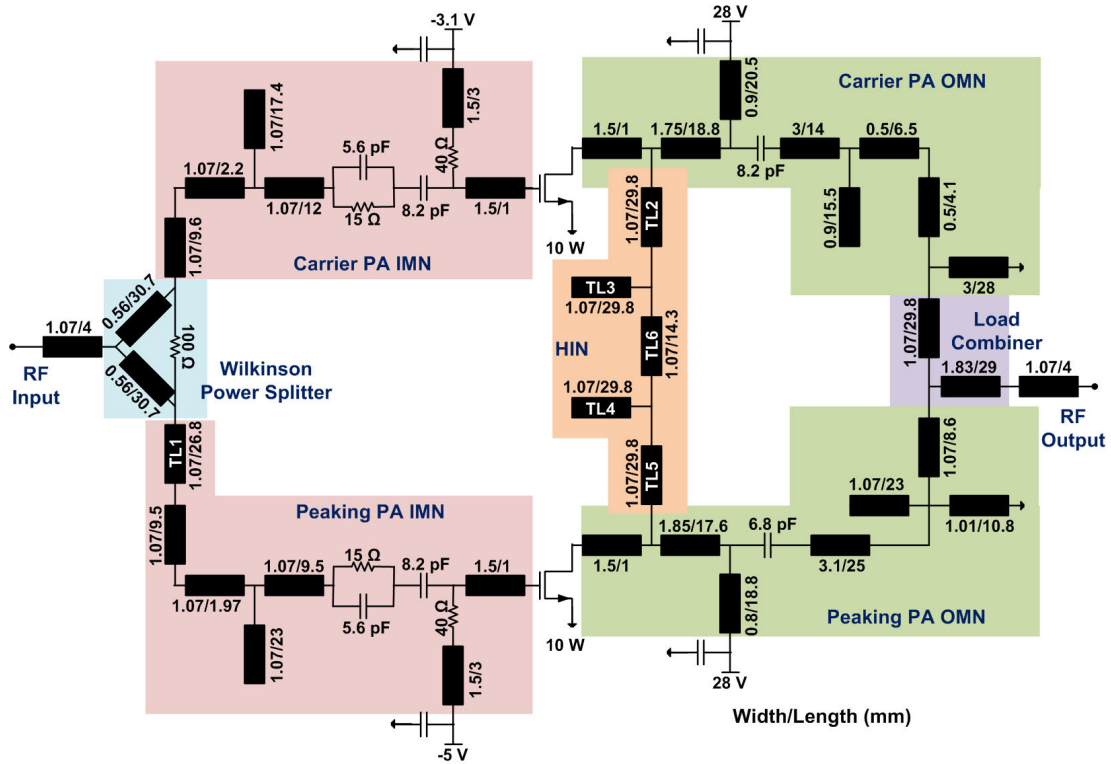 -3.1 V
28 V
Carrier PA IMN
1.07/17.4
1.5/3
40 Ω
5.6 pF
15 Ω
8.2 pF
1.07/2.2
1.07/12
1.5/1
1.07/9.6
10 W
Carrier PA OMN
0.9/20.5
1.5/1
1.75/18.8
8.2 pF
3/14
0.5/6.5
0.9/15.5
0.5/4.1
3/28
TL2
1.07/29.8
TL3
1.07/29.8
TL6
1.07/14.3
HIN
1.07/29.8
TL4
TL5
1.07/29.8
1.07/4
RF
Input
0.56/30.7
0.56/30.7
100 Ω
Wilkinson
Power Splitter
Load
Combiner
1.07/29.8
1.83/29
1.07/4
RF
Output
TL1
1.07/26.8
Peaking PA IMN
1.07/9.5
1.07/1.97
1.07/9.5
15 Ω
5.6 pF
8.2 pF
1.5/1
40 Ω
1.07/23
1.5/3
-5 V
10 W
1.07/8.6
1.07/23
1.01/10.8
1.5/1
1.85/17.6
6.8 pF
3.1/25
0.8/18.8
Peaking PA OMN
28 V
Width/Length (mm)